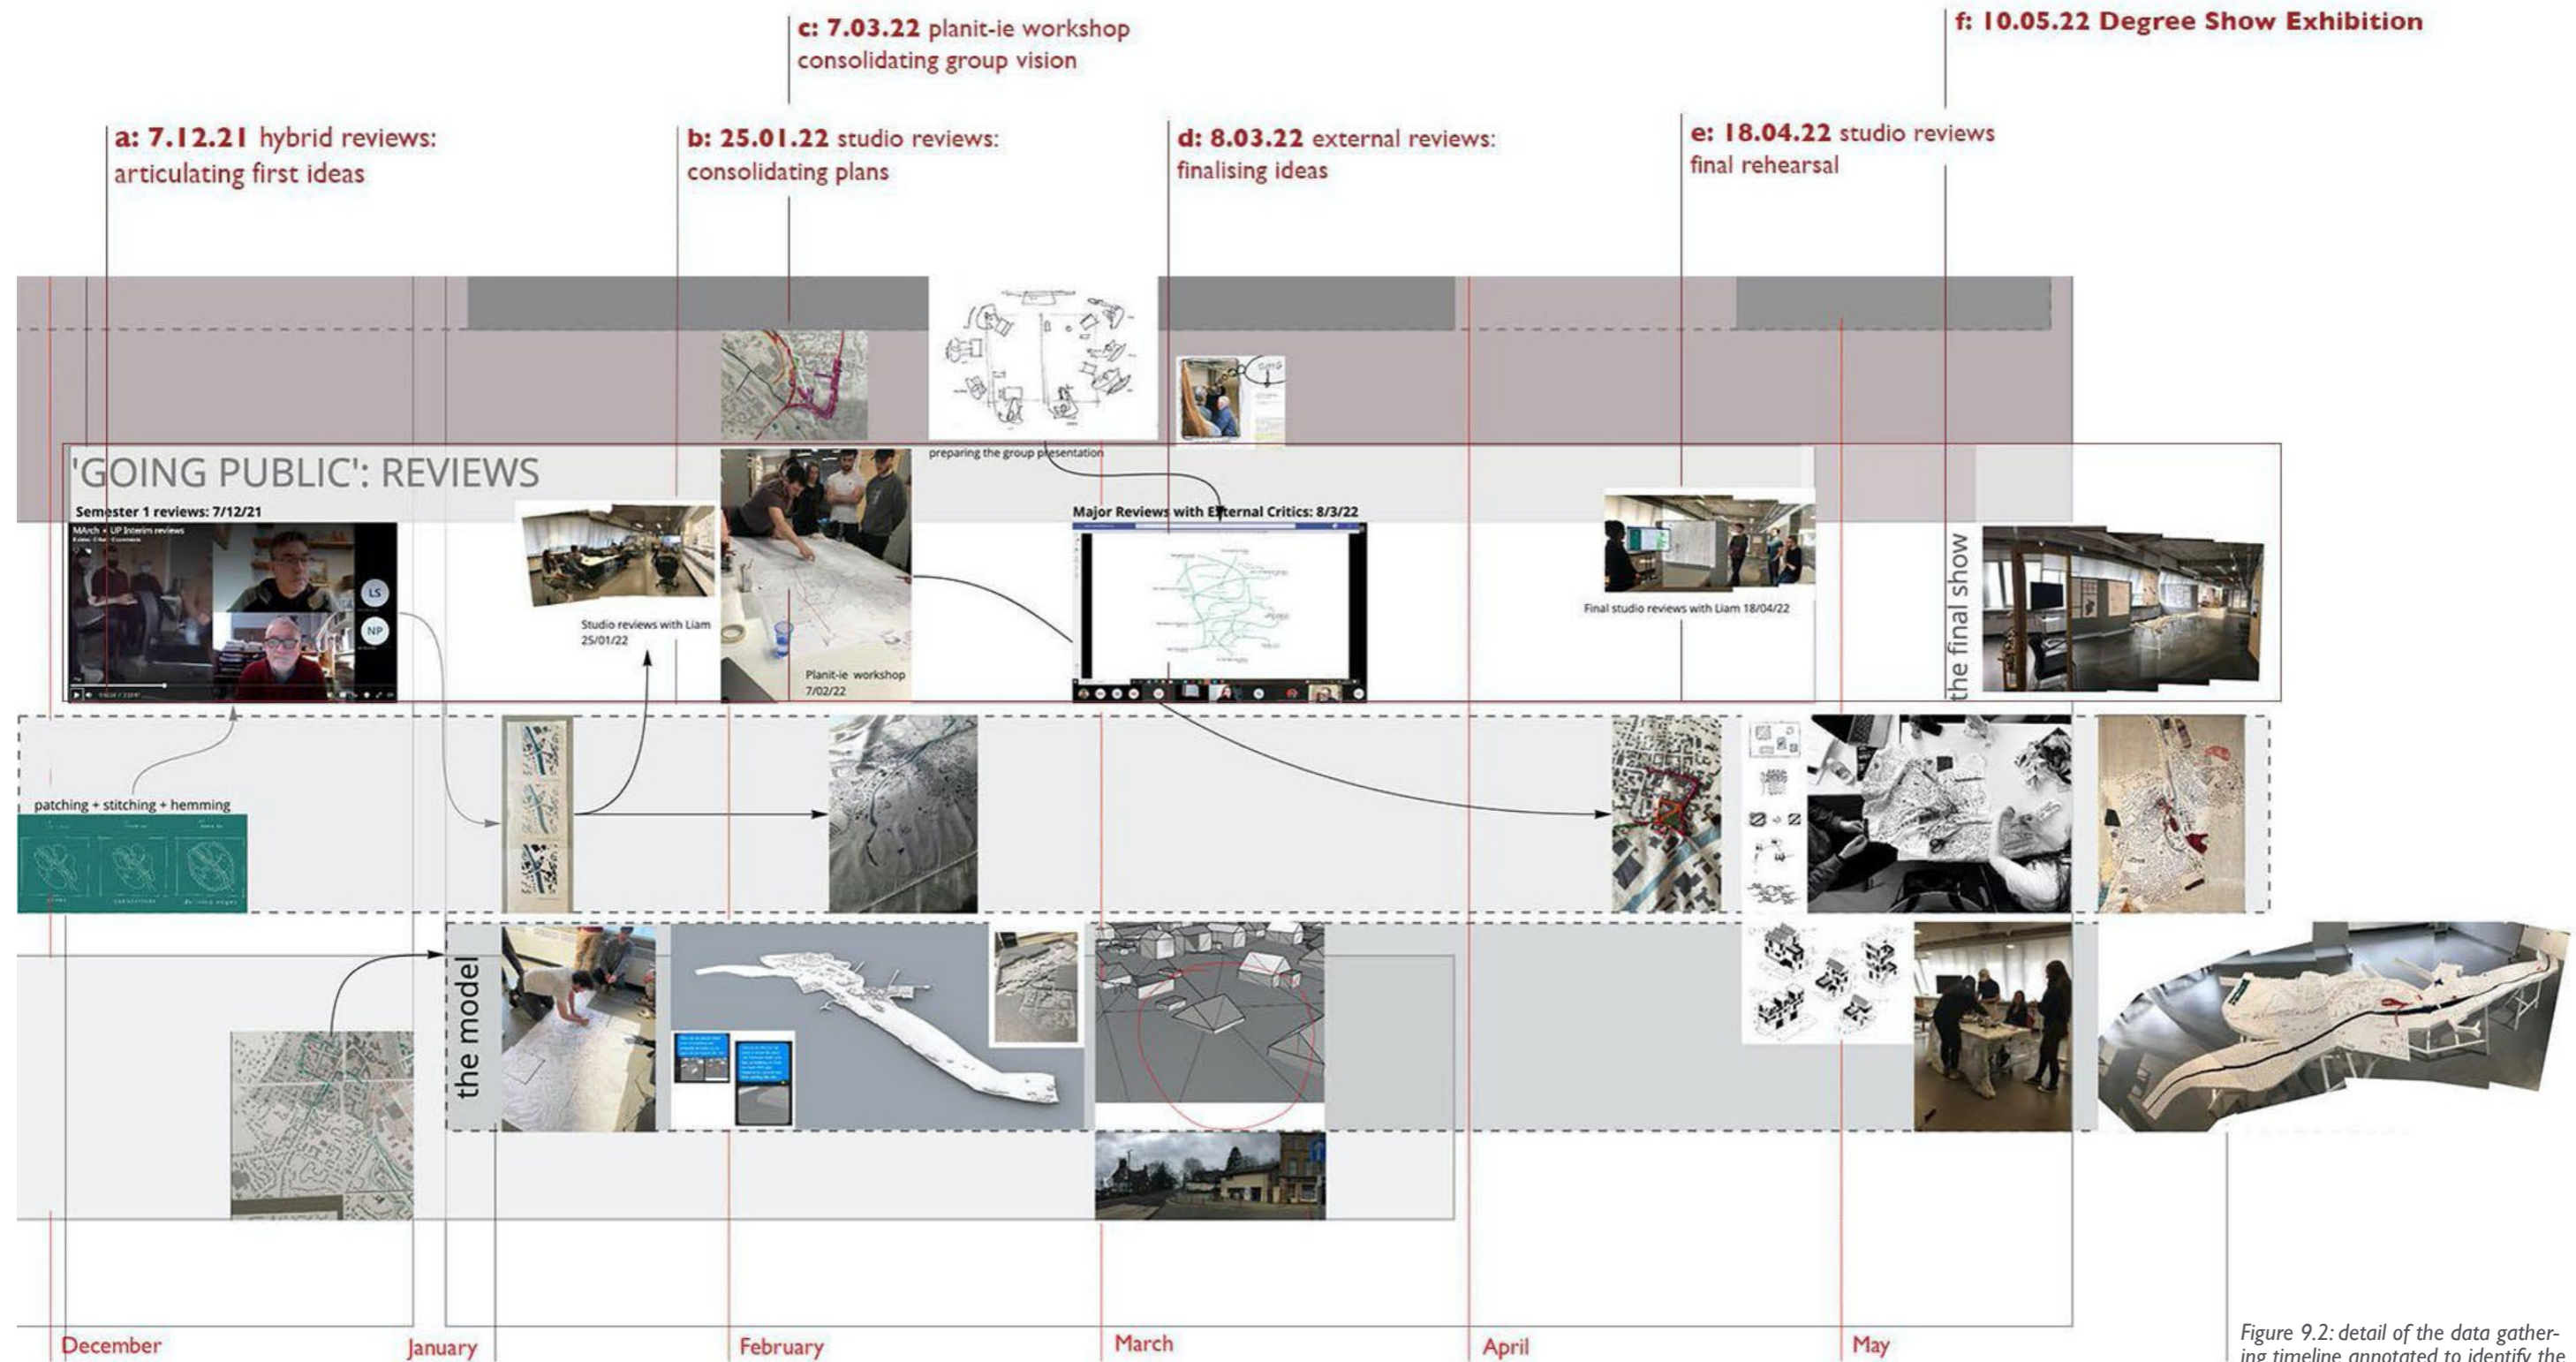 c: 7.03.22 planit-ie workshop
consolidating group vision
f: 10.05.22 Degree Show Exhibition
a: 7.12.21 hybrid reviews:
articulating first ideas
b: 25.01.22 studio reviews:
consolidating plans
d: 8.03.22 external reviews:
finalising ideas
e: 18.04.22 studio reviews
final rehearsal
preparing the group presentation
'GOING PUBLIC': REVIEWS
Semester 1 reviews: 7/12/21
MArch + UP Interim reviews
LS
NP
Studio reviews with Liam
25/01/22
Planit-ie workshop
7/02/22
Major Reviews with External Critics: 8/3/22
Final studio reviews with Liam 18/04/22
the final show
patching + stitching + hemming
the model
December
January
February
March
April
May
Figure 9.2: detail of the data gather-
ing timeline annotated to identify the